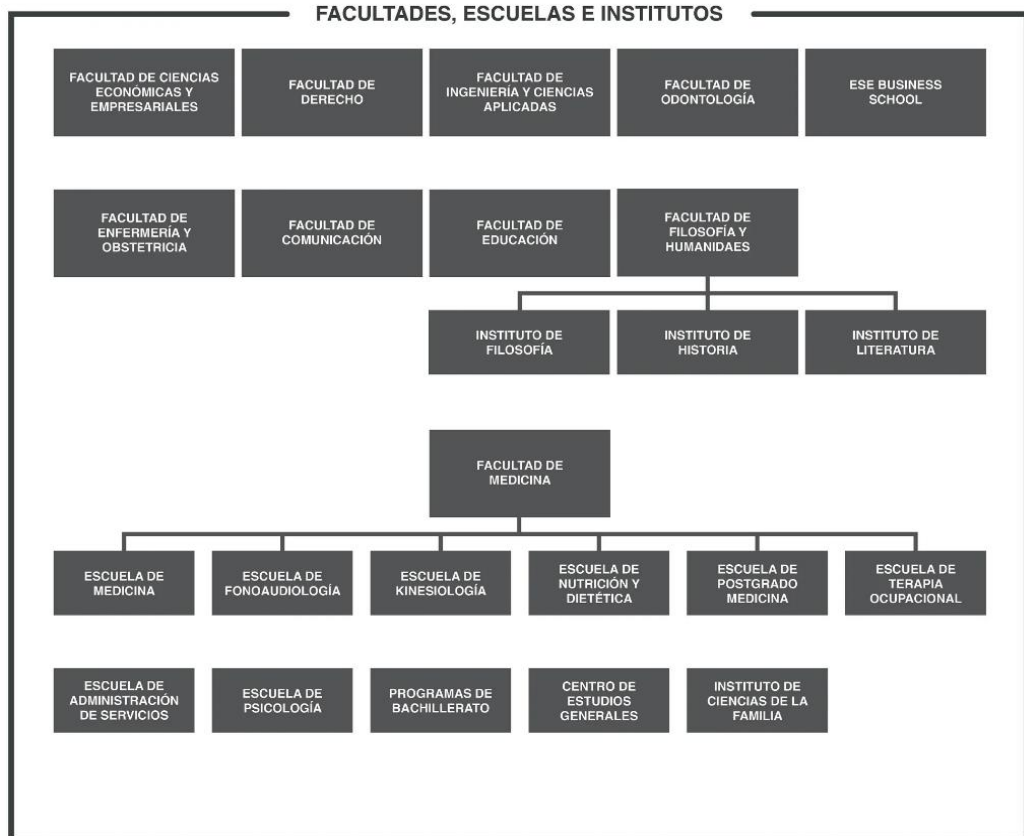 FACULTADES, ESCUELAS E INSTITUTOS
FACULTAD DE CIENCIAS
ECONÓMICAS Y
EMPRESARIALES
FACULTAD DE
DERECHO
FACULTAD DE
INGENIERÍA Y CIENCIAS
APLICADAS
FACULTAD DE
ODONTOLOGÍA
ESE BUSINESS
SCHOOL
FACULTAD DE
ENFERMERÍA Y
OBSTETRICIA
FACULTAD DE
COMUNICACIÓN
FACULTAD DE
EDUCACIÓN
FACULTAD DE
FILOSOFÍA Y
HUMANIDAES
INSTITUTO DE
FILOSOFÍA
INSTITUTO DE
HISTORIA
INSTITUTO DE
LITERATURA
FACULTAD DE
MEDICINA
ESCUELA DE
MEDICINA
ESCUELA DE
FONOAUDIOLOGÍA
ESCUELA DE
KINESIOLOGÍA
ESCUELA DE
NUTRICIÓN Y
DIETÉTICA
ESCUELA DE
POSTGRADO
MEDICINA
ESCUELA DE
TERAPIA
OCUPACIONAL
ESCUELA DE
ADMINISTRACIÓN
DE SERVICIOS
ESCUELA DE
PSICOLOGÍA
PROGRAMAS DE
BACHILLERATO
CENTRO DE
ESTUDIOS
GENERALES
INSTITUTO DE
CIENCIAS DE LA
FAMILIA